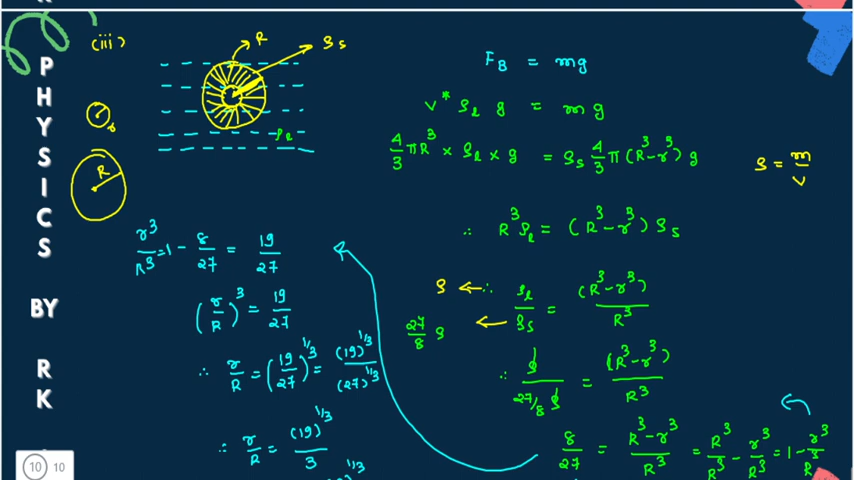 PHYSICS
BY
RK
(iii)
R
ρs
ρℓ
r
R
F_B = mg
V* ρℓ g = mg
4/3 πR³ × ρℓ × g = ρs 4/3 π (R³-r³) g
ρ = m/V
∴ R³ρℓ = (R³-r³) ρs
ρ ← ∴ ρℓ/ρs = (R³-r³)/R³
27/8 ρ ←
∴ ρ/(27/8 ρ) = (R³-r³)/R³
8/27 = (R³-r³)/R³ = R³/R³ - r³/R³ = 1 - r³/R³
r³/R³ = 1 - 8/27 = 19/27
(r/R)³ = 19/27
∴ r/R = (19/27)^1/3 = (19)^1/3/(27)^1/3
∴ r/R = (19)^1/3/3
10 10